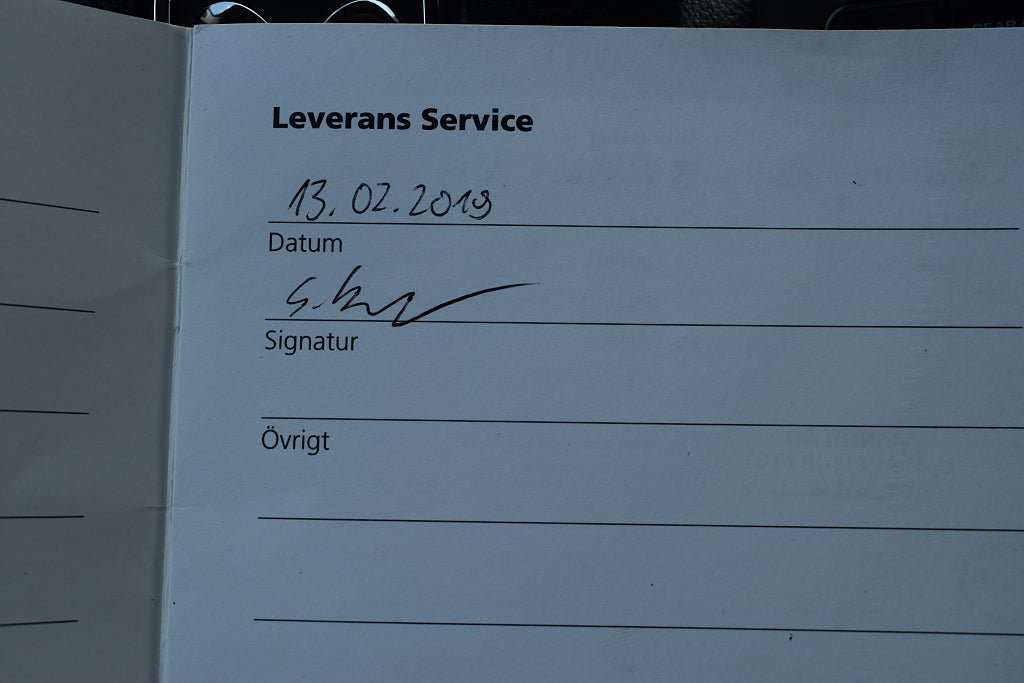 Leverans Service
13.02.2019
Datum
Signatur
Övrigt